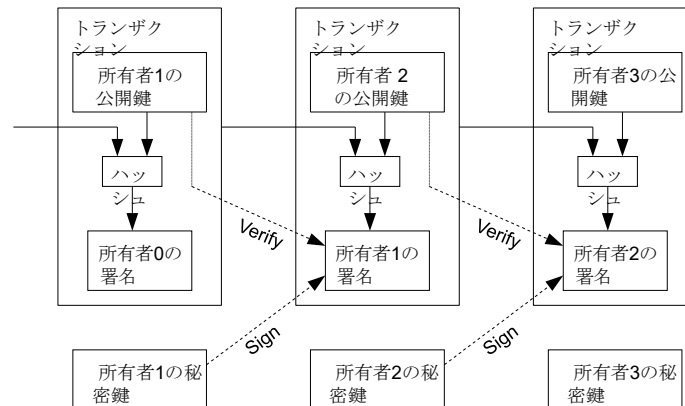 トランザク
ション
トランザク
ション
トランザク
ション
所有者1の
公開鍵
所有者 2
の公開鍵
所有者3の公
開鍵
ハッ
シュ
ハッ
シュ
ハッ
シュ
Verify
Verify
所有者0の
署名
所有者1の
署名
所有者2の
署名
Sign
Sign
所有者1の秘
密鍵
所有者2の秘
密鍵
所有者3の秘
密鍵